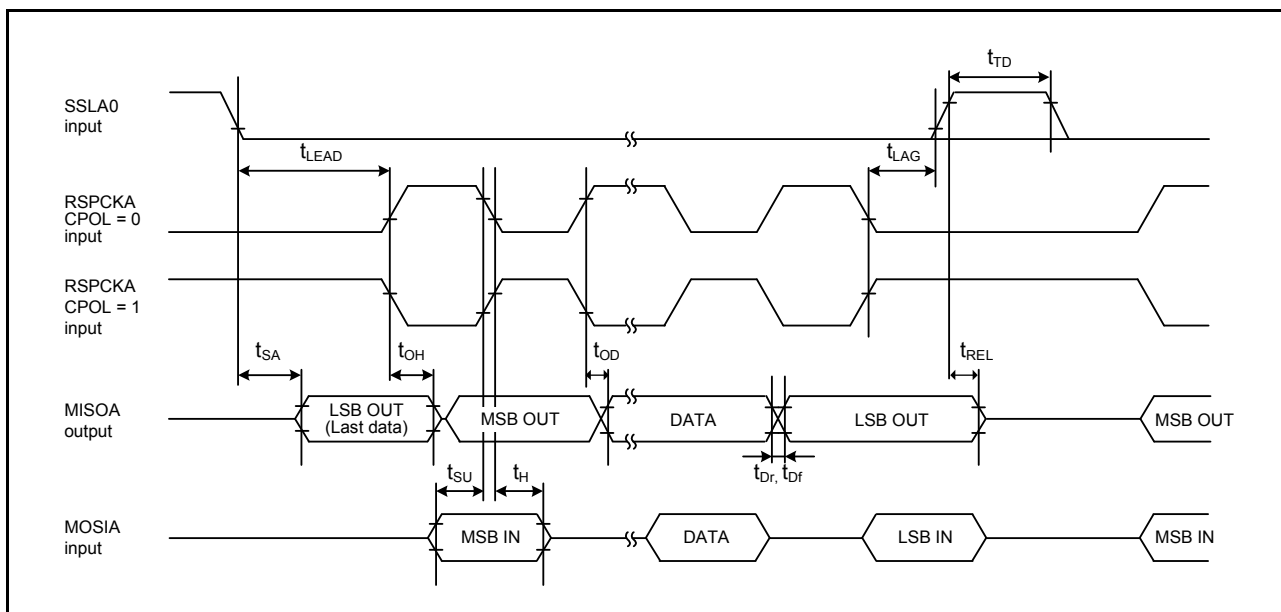 tTD
SSLA0
input
tLEAD
tLAG
RSPCKA
CPOL = 0
input
RSPCKA
CPOL = 1
input
tSA
tOH
tOD
tREL
MISOA
output
LSB OUT
(Last data)
MSB OUT
DATA
LSB OUT
MSB OUT
tSU
tH
tDr, tDf
MOSIA
input
MSB IN
DATA
LSB IN
MSB IN